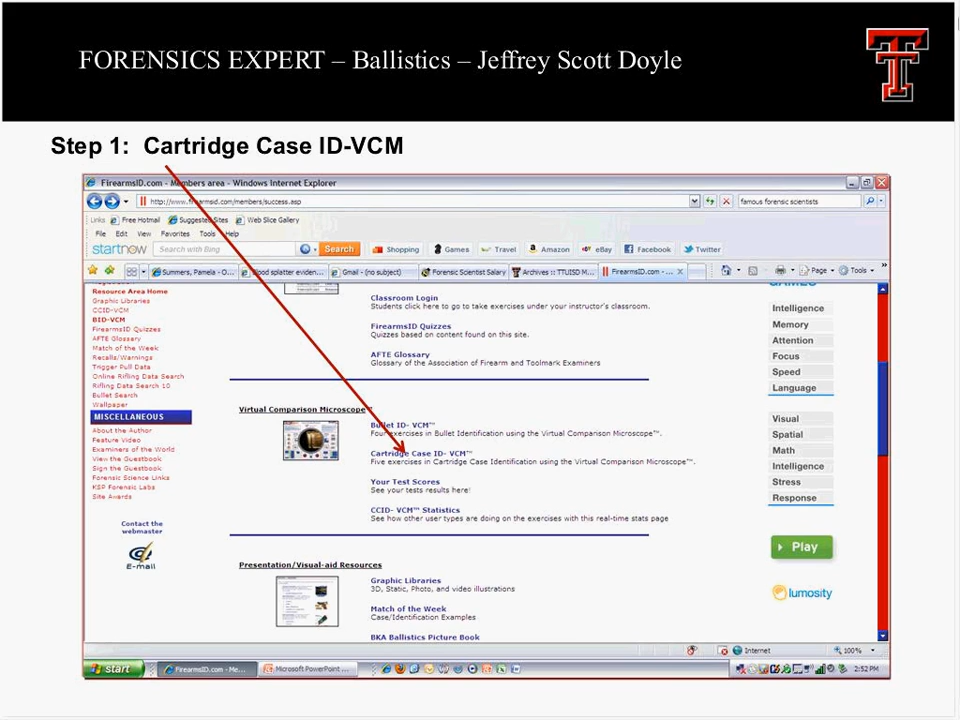 FORENSICS EXPERT – Ballistics – Jeffrey Scott Doyle
Step 1: Cartridge Case ID-VCM
FirearmsID.com - Members area - Windows Internet Explorer
http://www.firearmsid.com/members/success.asp
famous forensic scientists
Links Free Hotmail Suggested Sites Web Slice Gallery
File Edit View Favorites Tools Help
startnow Search with Bing Search Shopping Games Travel Amazon eBay Facebook Twitter
Summers, Pamela - O... Blood splatter eviden... Gmail - (no subject) Forensic Scientist Salary Archives :: TTUISD M... FirearmsID.com - ... Page Tools
Resource Area Home
Graphic Libraries
CCID-VCM
BID-VCM
FirearmsID Quizzes
AFTE Glossary
Match of the Week
Recalls/Warnings
Trigger Pull Data
Online Rifling Data Search
Rifling Data Search 10
Bullet Search
Wallpaper
MISCELLANEOUS
About the Author
Feature Video
Examiners of the World
View the Guestbook
Sign the Guestbook
Forensic Science Links
KSP Forensic Labs
Site Awards
Contact the
webmaster
E-mail
Classroom Login
Students click here to go to take exercises under your instructor's classroom.
FirearmsID Quizzes
Quizzes based on content found on this site.
AFTE Glossary
Glossary of the Association of Firearm and Toolmark Examiners
Virtual Comparison Microscope™
Bullet ID- VCM™
Four exercises in Bullet Identification using the Virtual Comparison Microscope™.
Cartridge Case ID- VCM™
Five exercises in Cartridge Case Identification using the Virtual Comparison Microscope™.
Your Test Scores
See your tests results here!
CCID- VCM™ Statistics
See how other user types are doing on the exercises with this real-time stats page
Presentation/Visual-aid Resources
Graphic Libraries
3D, Static, Photo, and video illustrations
Match of the Week
Case/Identification Examples
BKA Ballistics Picture Book
GAMES
Intelligence
Memory
Attention
Focus
Speed
Language
Visual
Spatial
Math
Intelligence
Stress
Response
Play
lumosity
Internet 100%
start FirearmsID.com - Me... Microsoft PowerPoint ... 2:52 PM